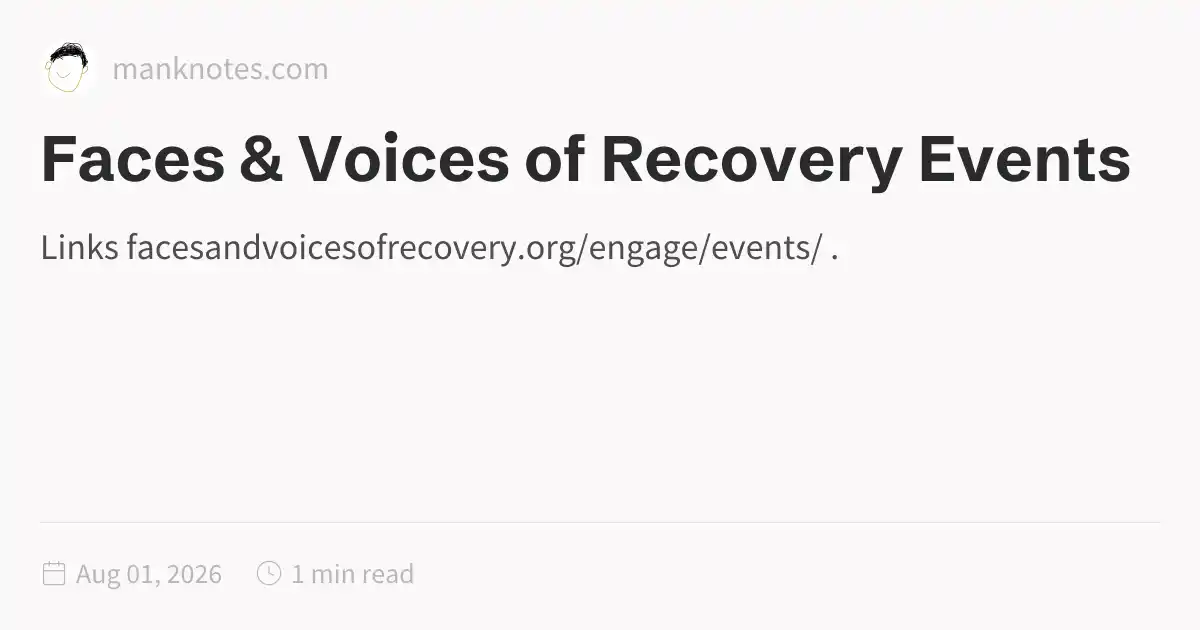 manknotes.com
Faces & Voices of Recovery Events
Links facesandvoicesofrecovery.org/engage/events/ .
Aug 01, 2026 1 min read